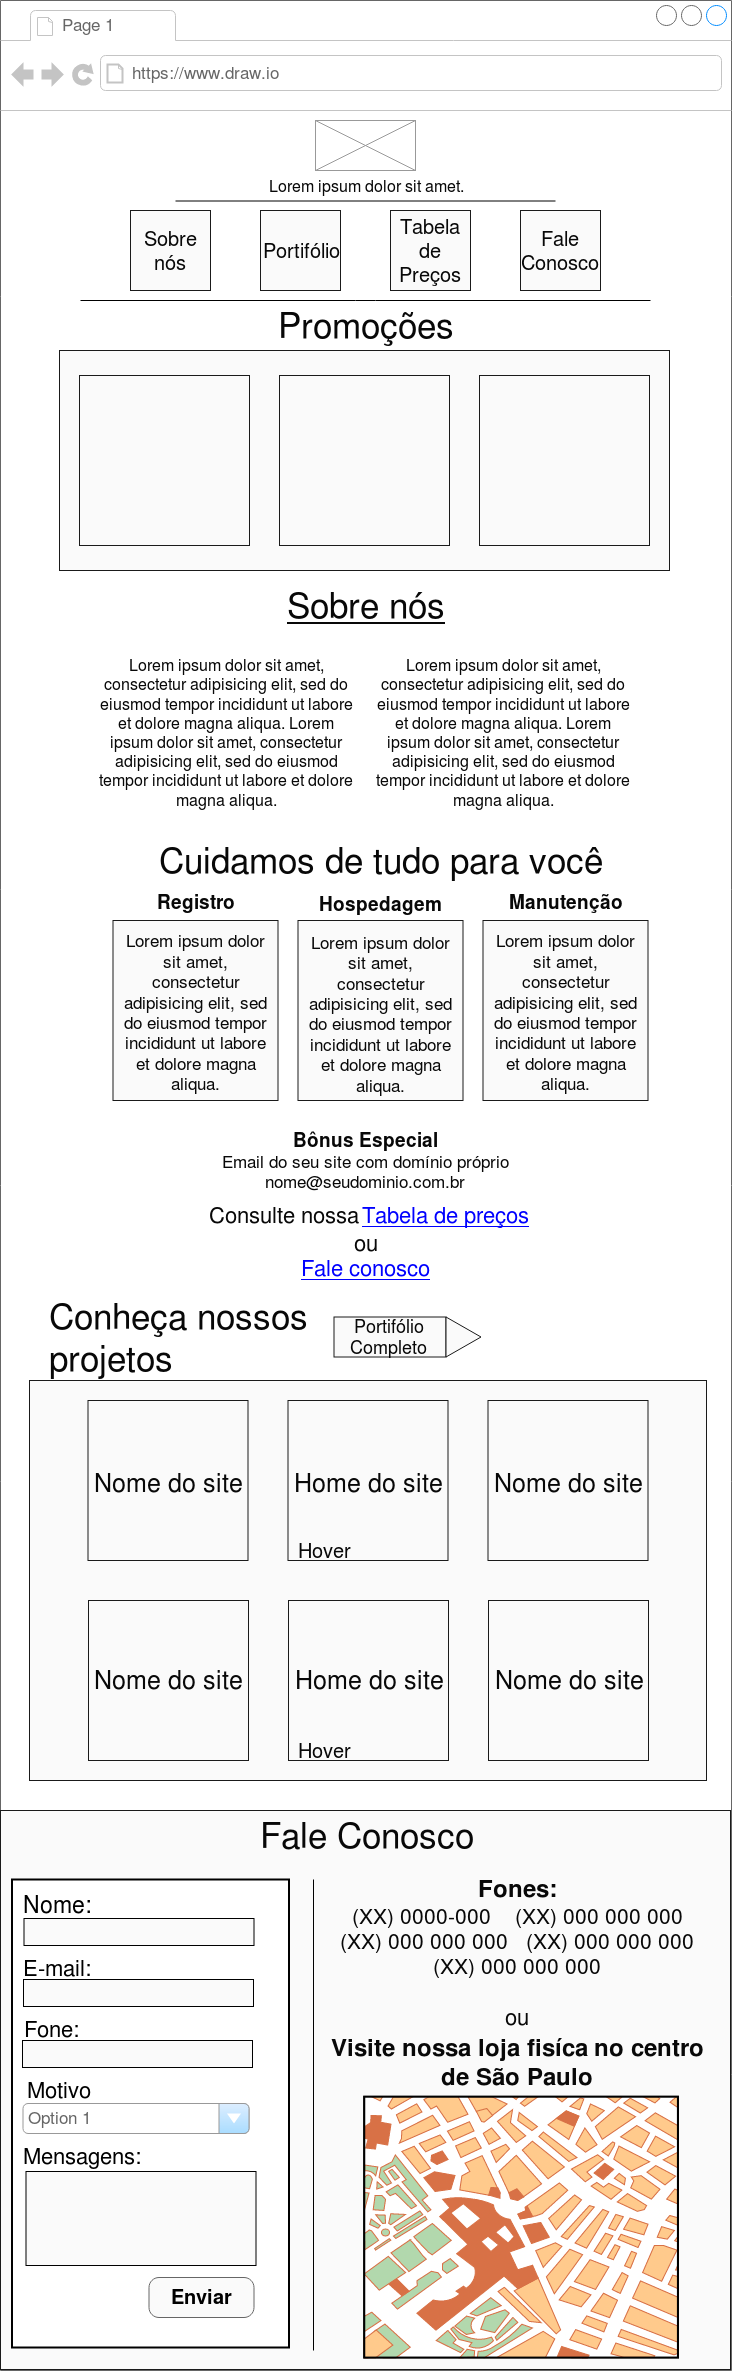 Page 1
https://www.draw.io
Lorem ipsum dolor sit amet.
Sobre
nós
Portifólio
Tabela
de
Preços
Fale
Conosco
Promoções
Sobre nós
Lorem ipsum dolor sit amet,
consectetur adipisicing elit, sed do
eiusmod tempor incididunt ut labore
et dolore magna aliqua. Lorem
ipsum dolor sit amet, consectetur
adipisicing elit, sed do eiusmod
tempor incididunt ut labore et dolore
magna aliqua.
Lorem ipsum dolor sit amet,
consectetur adipisicing elit, sed do
eiusmod tempor incididunt ut labore
et dolore magna aliqua. Lorem
ipsum dolor sit amet, consectetur
adipisicing elit, sed do eiusmod
tempor incididunt ut labore et dolore
magna aliqua.
Cuidamos de tudo para você
Registro
Lorem ipsum dolor
sit amet,
consectetur
adipisicing elit, sed
do eiusmod tempor
incididunt ut labore
et dolore magna
aliqua.
Hospedagem
Lorem ipsum dolor
sit amet,
consectetur
adipisicing elit, sed
do eiusmod tempor
incididunt ut labore
et dolore magna
aliqua.
Manutenção
Lorem ipsum dolor
sit amet,
consectetur
adipisicing elit, sed
do eiusmod tempor
incididunt ut labore
et dolore magna
aliqua.
Bônus Especial
Email do seu site com domínio próprio
nome@seudominio.com.br
Consulte nossa Tabela de preços
ou
Fale conosco
Conheça nossos
projetos
Portifólio
Completo
Nome do site
Home do site
Hover
Nome do site
Nome do site
Home do site
Hover
Nome do site
Fale Conosco
Nome:
E-mail:
Fone:
Motivo
Option 1
Mensagens:
Enviar
Fones:
(XX) 0000-000 (XX) 000 000 000
(XX) 000 000 000 (XX) 000 000 000
(XX) 000 000 000
ou
Visite nossa loja fisíca no centro
de São Paulo